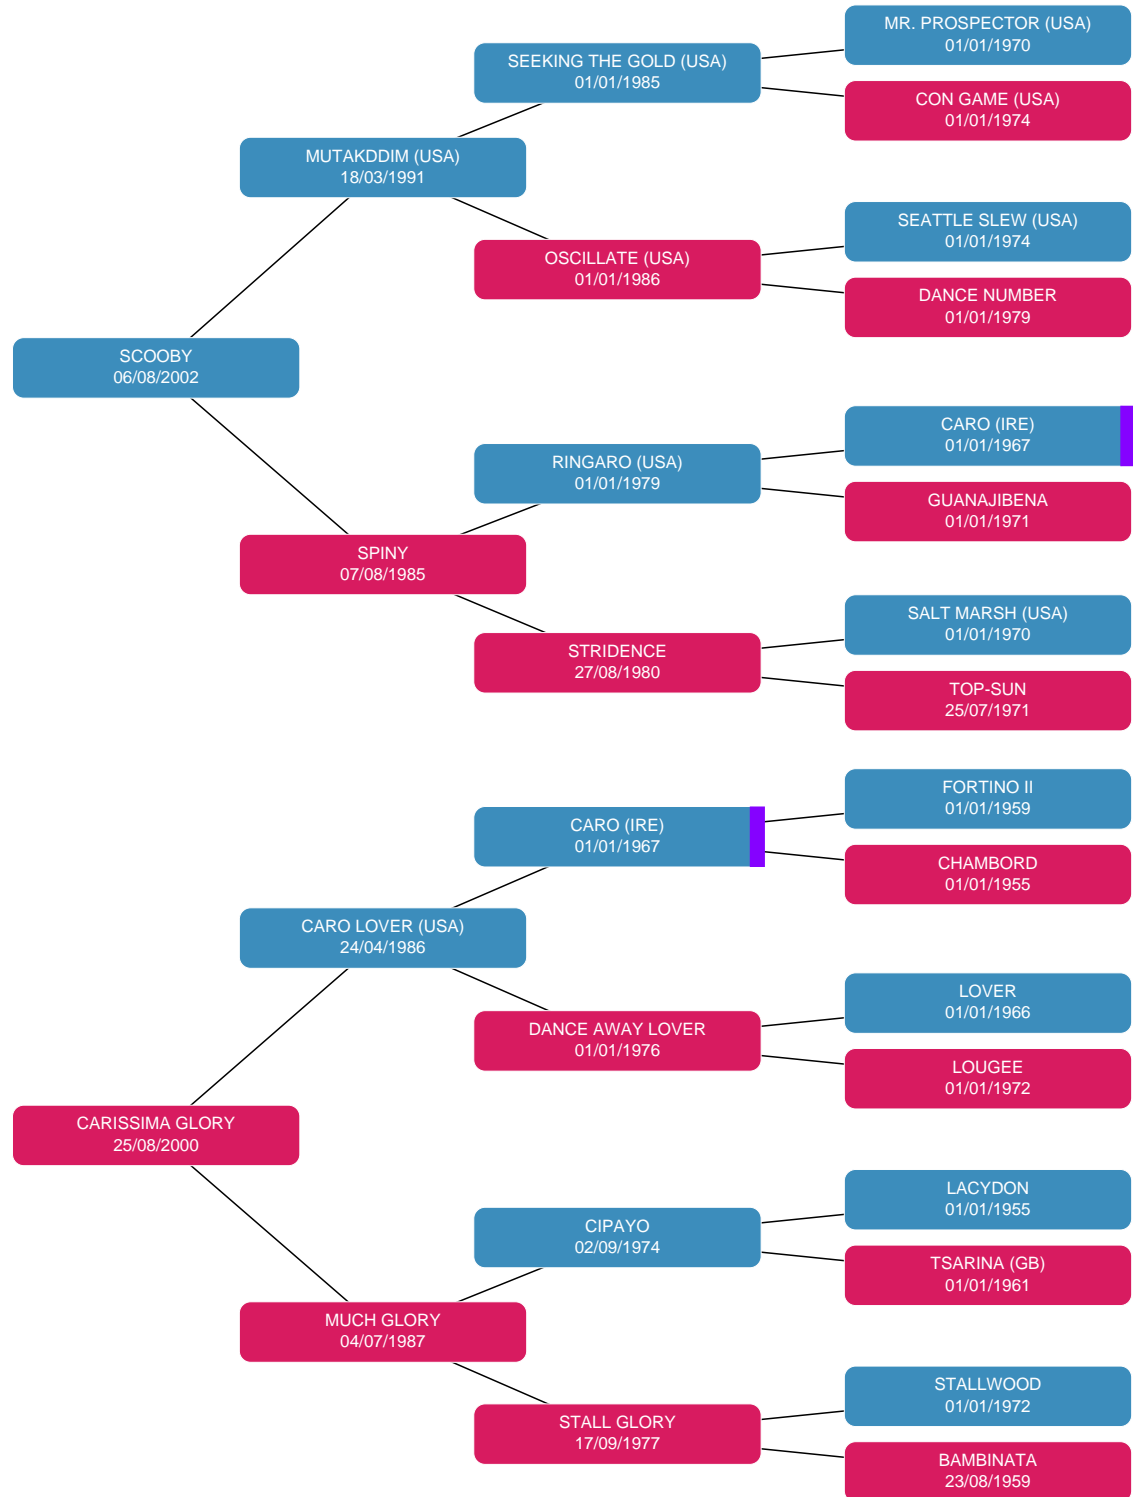 MR. PROSPECTOR (USA)
01/01/1970
SEEKING THE GOLD (USA)
01/01/1985
CON GAME (USA)
01/01/1974
MUTAKDDIM (USA)
18/03/1991
SEATTLE SLEW (USA)
01/01/1974
OSCILLATE (USA)
01/01/1986
DANCE NUMBER
01/01/1979
SCOOBY
06/08/2002
CARO (IRE)
01/01/1967
RINGARO (USA)
01/01/1979
GUANAJIBENA
01/01/1971
SPINY
07/08/1985
SALT MARSH (USA)
01/01/1970
STRIDENCE
27/08/1980
TOP-SUN
25/07/1971
FORTINO II
01/01/1959
CARO (IRE)
01/01/1967
CHAMBORD
01/01/1955
CARO LOVER (USA)
24/04/1986
LOVER
01/01/1966
DANCE AWAY LOVER
01/01/1976
LOUGEE
01/01/1972
CARISSIMA GLORY
25/08/2000
LACYDON
01/01/1955
CIPAYO
02/09/1974
TSARINA (GB)
01/01/1961
MUCH GLORY
04/07/1987
STALLWOOD
01/01/1972
STALL GLORY
17/09/1977
BAMBINATA
23/08/1959